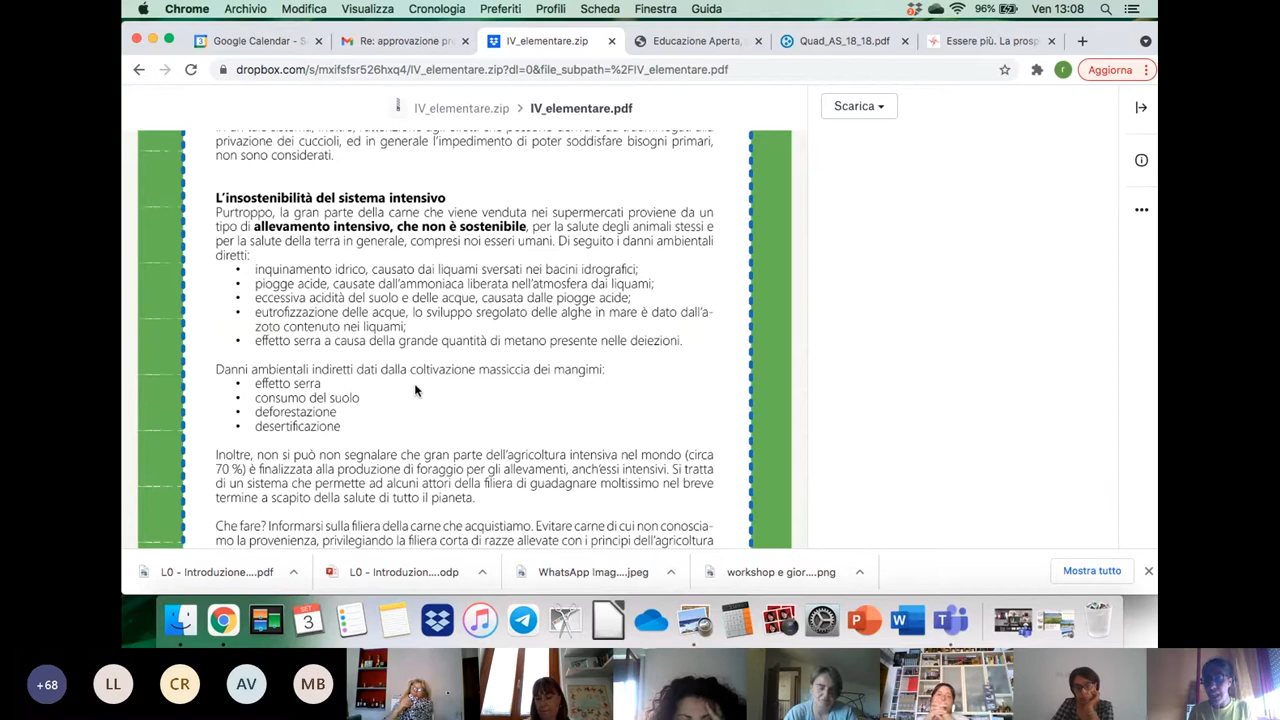 Chrome Archivio Modifica Visualizza Cronologia Preferiti Profili Scheda Finestra Guida 96% Ven 13:08
Google Calendar - S
Re: approvazione pr
IV_elementare.zip
Educazione Aperta,
Quad_AS_18_18.pdf
Essere più. La prosp
dropbox.com/s/mxifsfsr526hxq4/IV_elementare.zip?dl=0&file_subpath=%2FIV_elementare.pdf
r
Aggiorna
IV_elementare.zip > IV_elementare.pdf
Scarica
privazione dei cuccioli, ed in generale l'impedimento di poter soddisfare bisogni primari,
non sono considerati.
L'insostenibilità del sistema intensivo
Purtroppo, la gran parte della carne che viene venduta nei supermercati proviene da un
tipo di allevamento intensivo, che non è sostenibile, per la salute degli animali stessi e
per la salute della terra in generale, compresi noi esseri umani. Di seguito i danni ambientali
diretti:
• inquinamento idrico, causato dai liquami sversati nei bacini idrografici;
• piogge acide, causate dall'ammoniaca liberata nell'atmosfera dai liquami;
• eccessiva acidità del suolo e delle acque, causata dalle piogge acide;
• eutrofizzazione delle acque, lo sviluppo sregolato delle alghe in mare è dato dall'a-
zoto contenuto nei liquami;
• effetto serra a causa della grande quantità di metano presente nelle deiezioni.
Danni ambientali indiretti dati dalla coltivazione massiccia dei mangimi:
• effetto serra
• consumo del suolo
• deforestazione
• desertificazione
Inoltre, non si può non segnalare che gran parte dell'agricoltura intensiva nel mondo (circa
70 %) è finalizzata alla produzione di foraggio per gli allevamenti, anch'essi intensivi. Si tratta
di un sistema che permette ad alcuni attori della filiera di guadagnare moltissimo nel breve
termine a scapito della salute di tutto il pianeta.
Che fare? Informarsi sulla filiera della carne che acquistiamo. Evitare carne di cui non conoscia-
mo la provenienza, privilegiando la filiera corta di razze allevate con i principi dell'agricoltura
L0 - Introduzione....pdf
L0 - Introduzion....odp
WhatsApp Imag....jpeg
workshop e gior....png
Mostra tutto
SET
3
+68
LL
CR
AV
MB